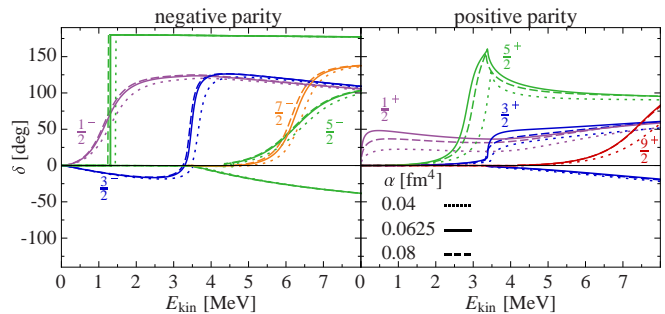 negative parity
positive parity
δ [deg]
150
100
50
0
-50
-100
1/2⁻
3/2⁻
7/2⁻
5/2⁻
1/2⁺
5/2⁺
3/2⁺
9/2⁺
α [fm⁴]
0.04
0.0625
0.08
0 1 2 3 4 5 6 7 0 1 2 3 4 5 6 7
E_kin [MeV]
E_kin [MeV]